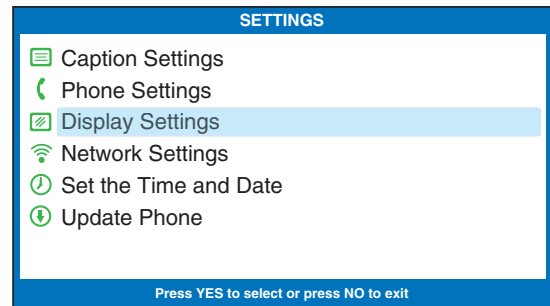 SETTINGS
Caption Settings
Phone Settings
Display Settings
Network Settings
Set the Time and Date
Update Phone
Press YES to select or press NO to exit